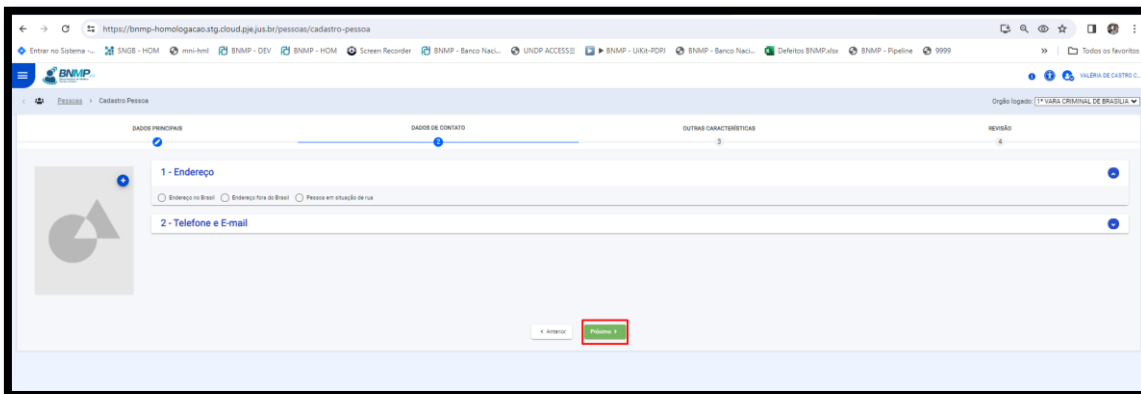 https://bnmp-homologacao.stg.cloud.pje.jus.br/pessoas/cadastro-pessoa
Entrar no Sistema -... SNGB - HOM mni-hml BNMP - DEV BNMP - HOM Screen Recorder BNMP - Banco Naci... UNDP ACCESS BNMP - UiKit-PDPJ BNMP - Banco Naci... Defeitos BNMP.xlsx BNMP - Pipeline 9999 » Todos os favoritos
BNMP VALÉRIA DE CASTRO C...
Pessoas > Cadastro Pessoa Orgão logado: 1ª VARA CRIMINAL DE BRASÍLIA
DADOS PRINCIPAIS DADOS DE CONTATO OUTRAS CARACTERÍSTICAS REVISÃO
2 3 4
1 - Endereço
Endereço no Brasil Endereço fora do Brasil Pessoa em situação de rua
2 - Telefone e E-mail
< Anterior Próximo >